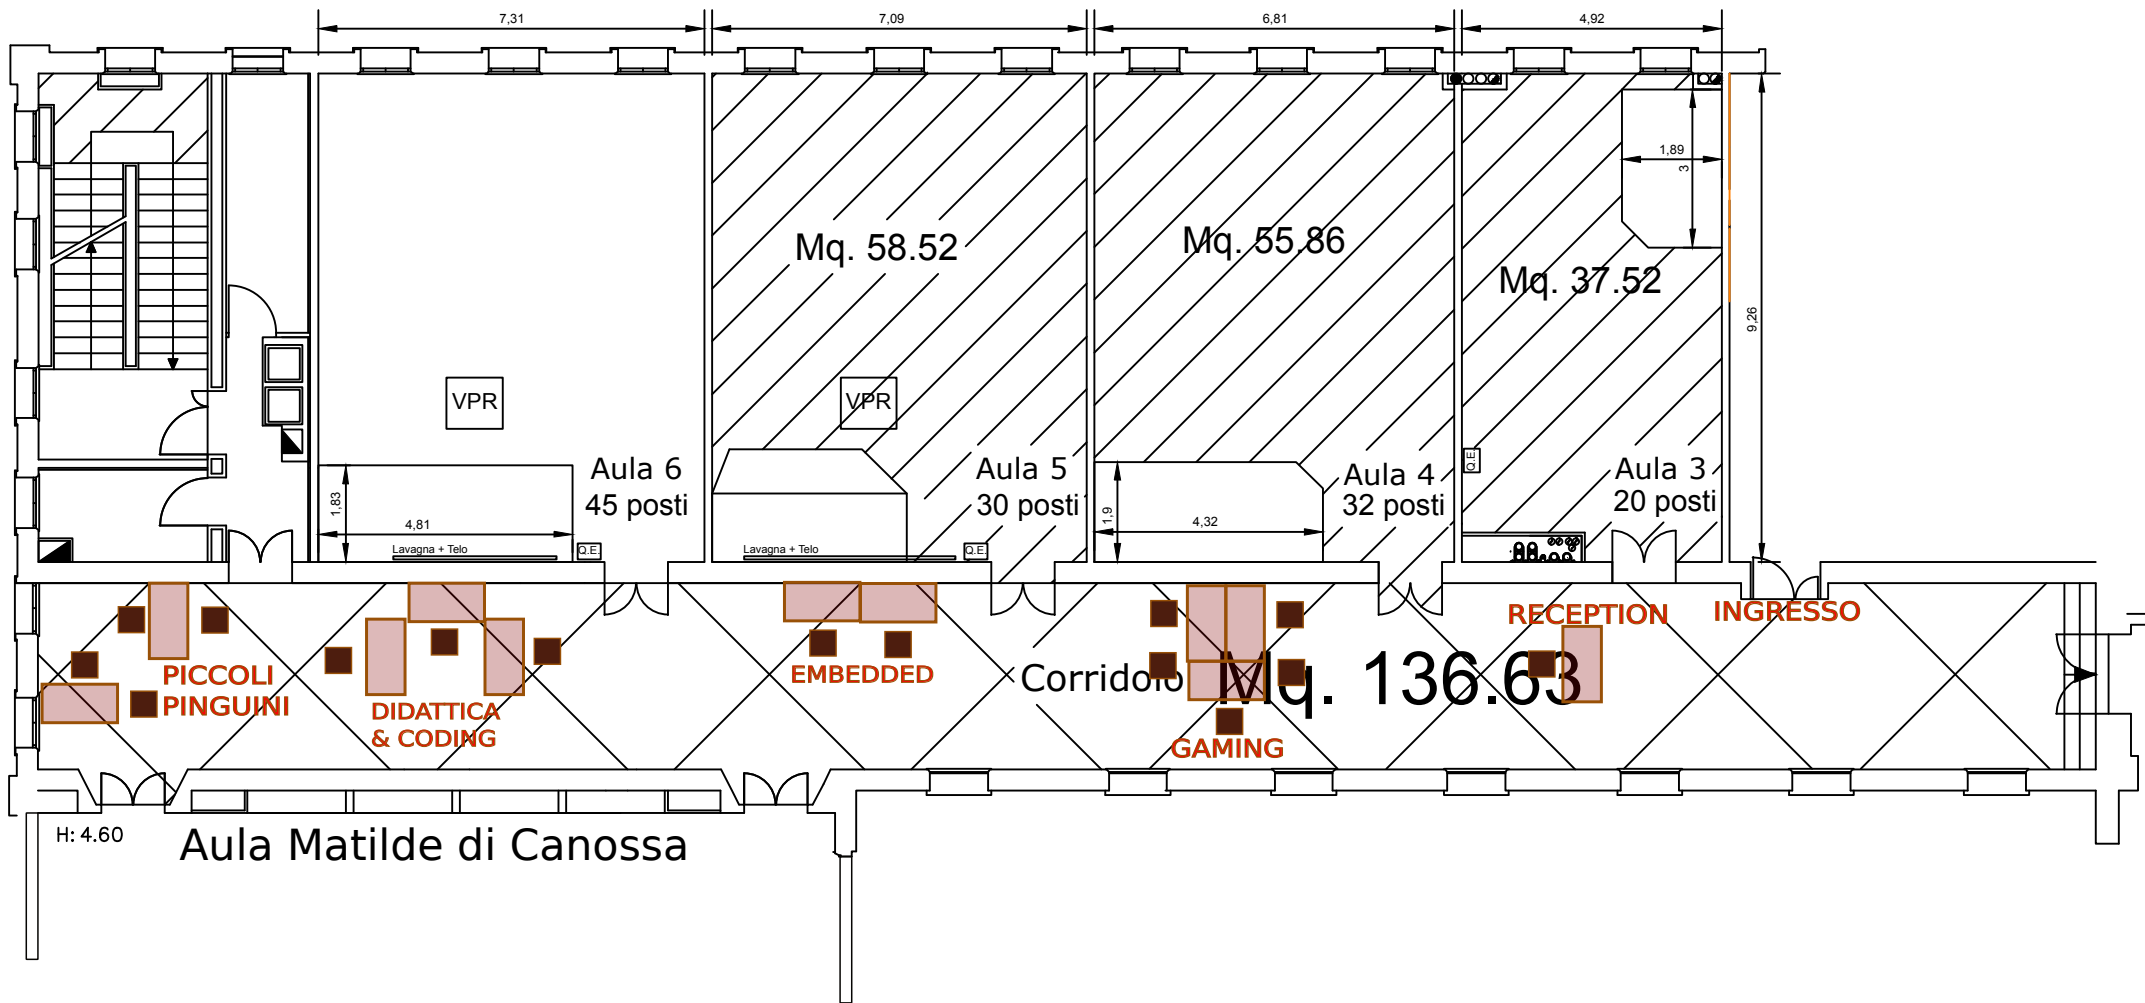 7,31
7,09
6,81
4,92
1,89
3
Mq. 58.52
Mq. 55.86
Mq. 37.52
9,26
VPR
VPR
Aula 6
45 posti
Aula 5
30 posti
Aula 4
32 posti
Aula 3
20 posti
Q.E.
1,83
4,81
1,9
4,32
Lavagna + Telo
Q.E.
Lavagna + Telo
Q.E.
RECEPTION
INGRESSO
PICCOLI
PINGUINI
EMBEDDED
Corridoio
Mq. 136.63
DIDATTICA
& CODING
GAMING
H: 4.60
Aula Matilde di Canossa